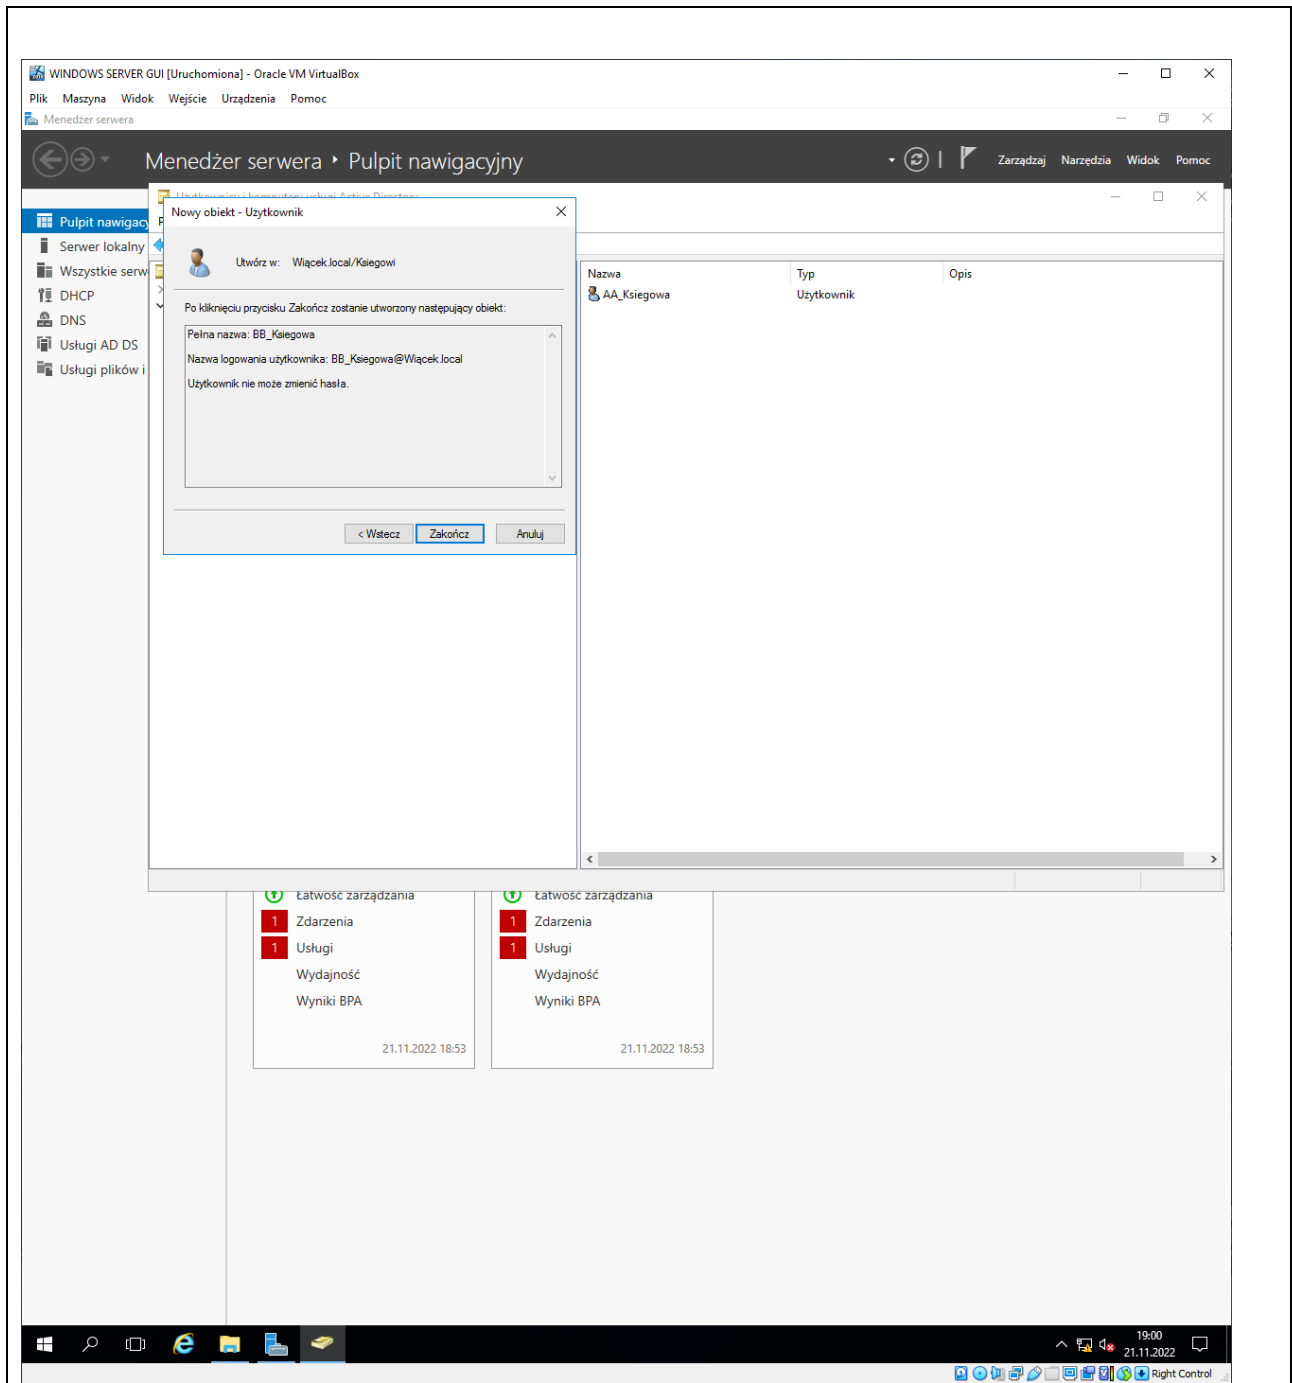 WINDOWS SERVER GUI [Uruchomiona] - Oracle VM VirtualBox
Plik Maszyna Widok Wejście Urządzenia Pomoc
Menedżer serwera
Menedżer serwera Pulpit nawigacyjny
Zarządzaj Narzędzia Widok Pomoc
Użytkownicy i komputery usługi Active Directory
Nowy obiekt - Użytkownik
Pulpit nawigacy
Serwer lokalny
Wszystkie serw
DHCP
DNS
Usługi AD DS
Usługi plików i
Utwórz w: Wiącek.local/Ksiegowi
Po kliknięciu przycisku Zakończ zostanie utworzony następujący obiekt:
Pełna nazwa: BB_Ksiegowa
Nazwa logowania użytkownika: BB_Ksiegowa@Wiącek.local
Użytkownik nie może zmienić hasła.
< Wstecz Zakończ Anuluj
Nazwa Typ Opis
AA_Ksiegowa Użytkownik
Łatwość zarządzania
1 Zdarzenia
1 Usługi
Wydajność
Wyniki BPA
21.11.2022 18:53
Łatwość zarządzania
1 Zdarzenia
1 Usługi
Wydajność
Wyniki BPA
21.11.2022 18:53
19:00
21.11.2022
Right Control